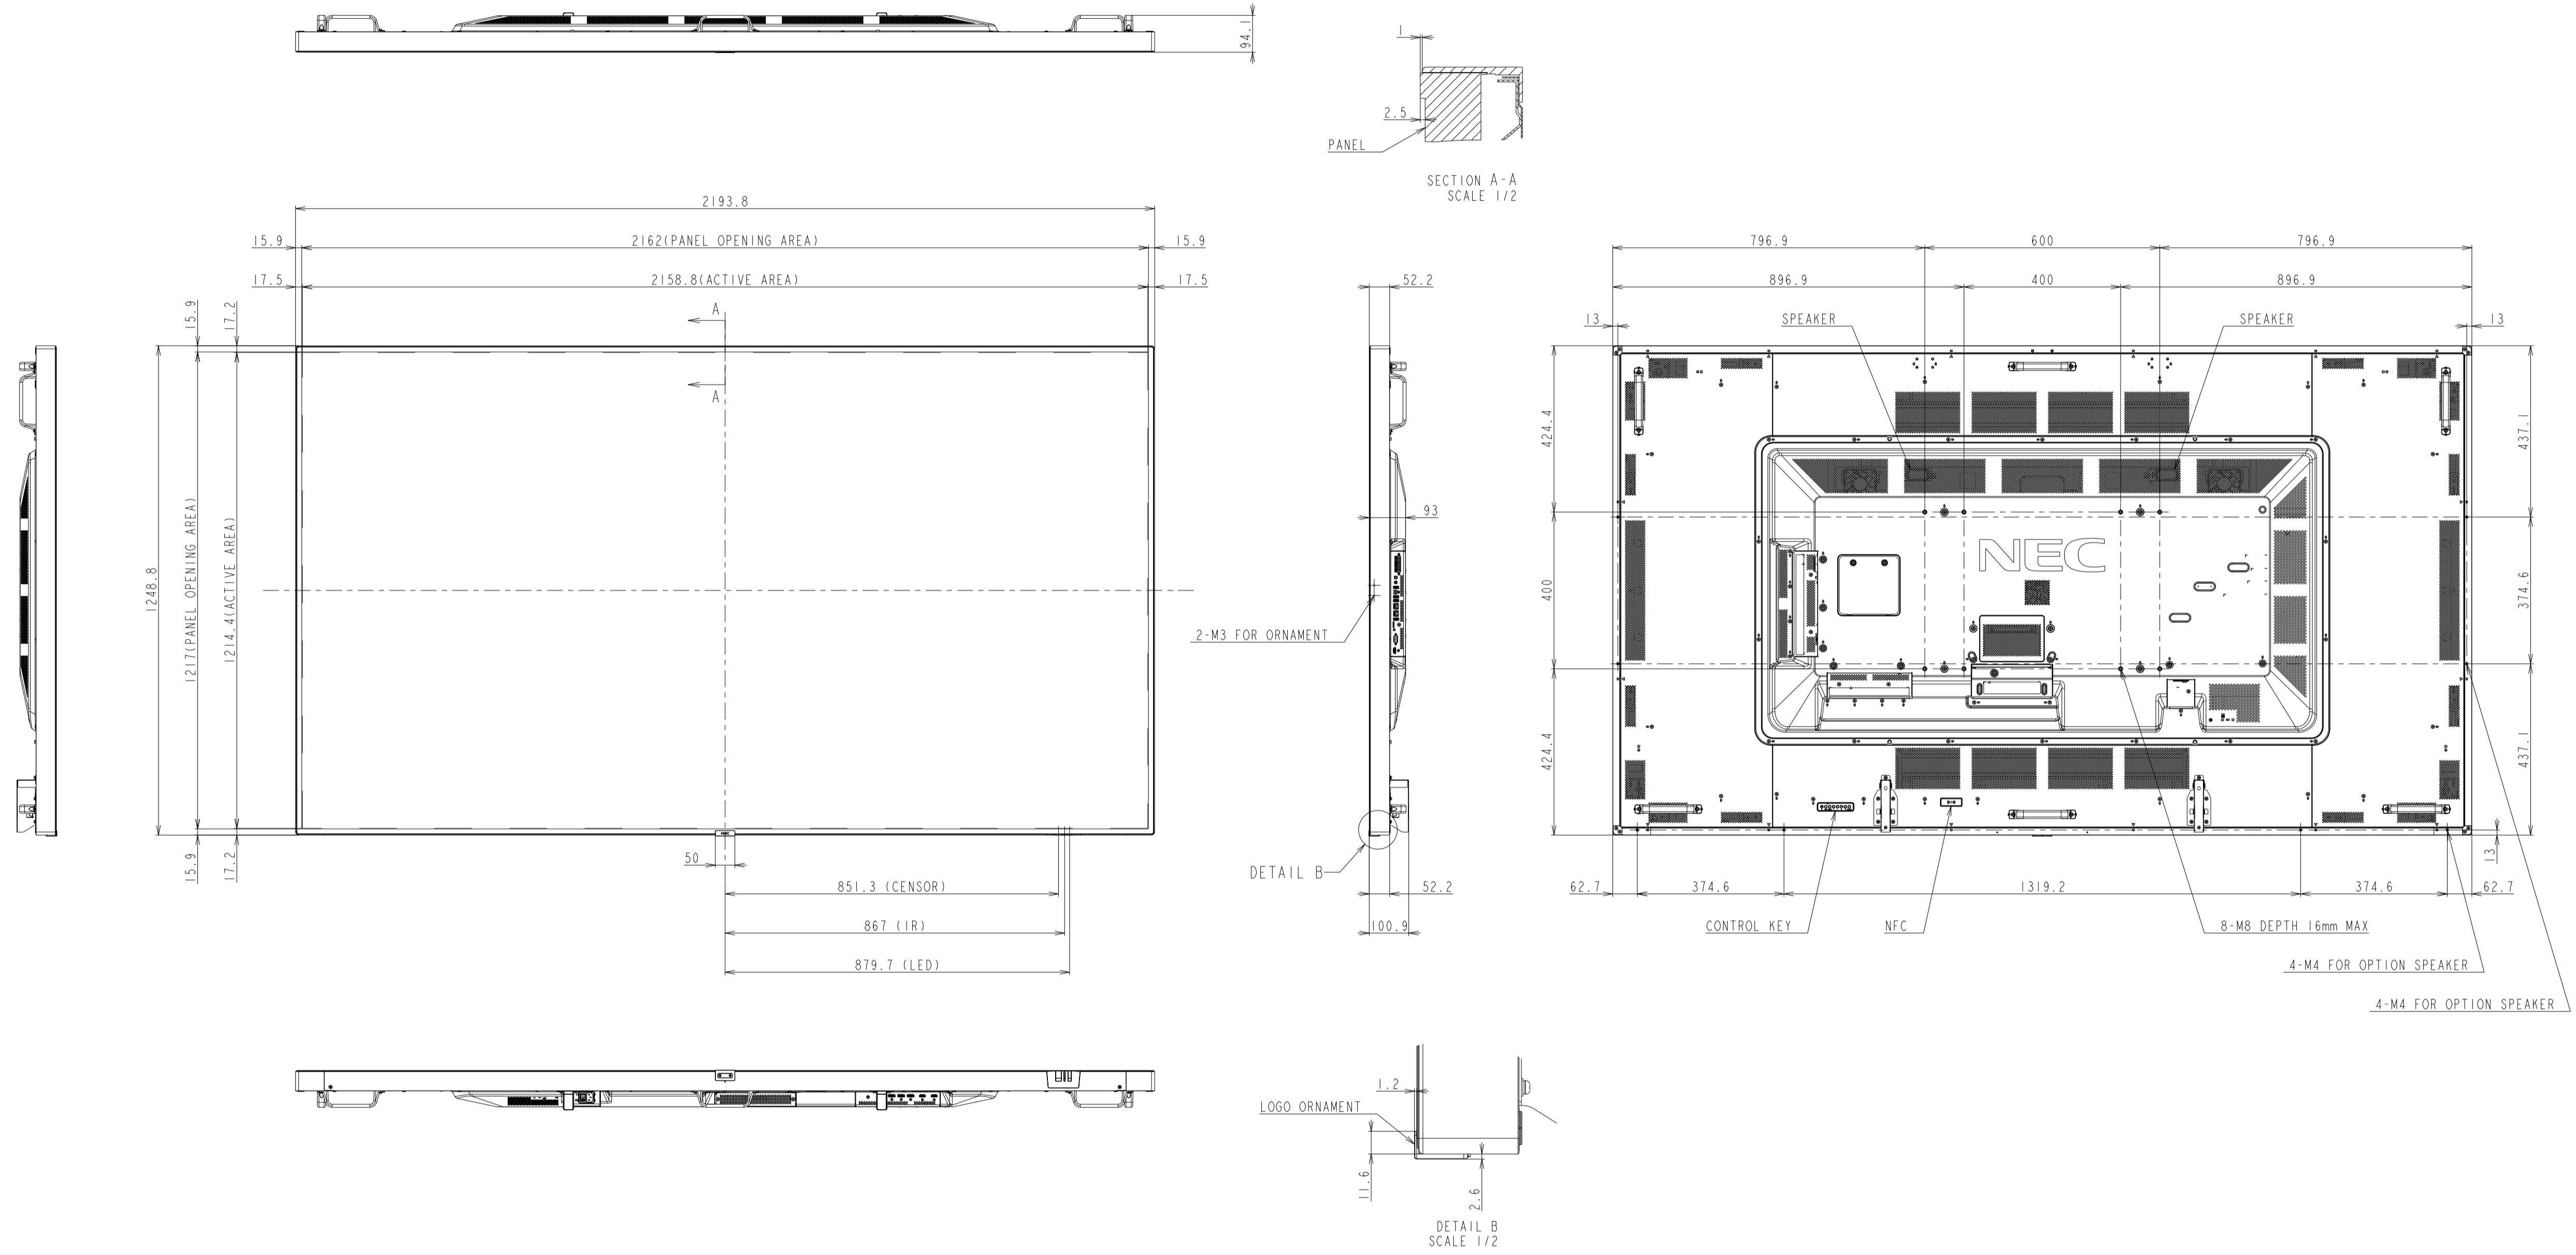 94.1
1
2.5
PANEL
SECTION A-A
SCALE 1/2
2193.8
15.9
2162(PANEL OPENING AREA)
15.9
17.5
2158.8(ACTIVE AREA)
17.5
15.9
17.2
A
A
1248.8
1217(PANEL OPENING AREA)
1214.4(ACTIVE AREA)
15.9
17.2
50
851.3 (CENSOR)
867 (IR)
879.7 (LED)
52.2
93
2-M3 FOR ORNAMENT
DETAIL B
52.2
100.9
796.9
600
796.9
896.9
400
896.9
13
SPEAKER
SPEAKER
13
424.4
437.1
NEC
400
374.6
424.4
437.1
13
62.7
374.6
1319.2
374.6
62.7
CONTROL KEY
NFC
8-M8 DEPTH 16mm MAX
4-M4 FOR OPTION SPEAKER
4-M4 FOR OPTION SPEAKER
1.2
LOGO ORNAMENT
11.6
2.6
DETAIL B
SCALE 1/2